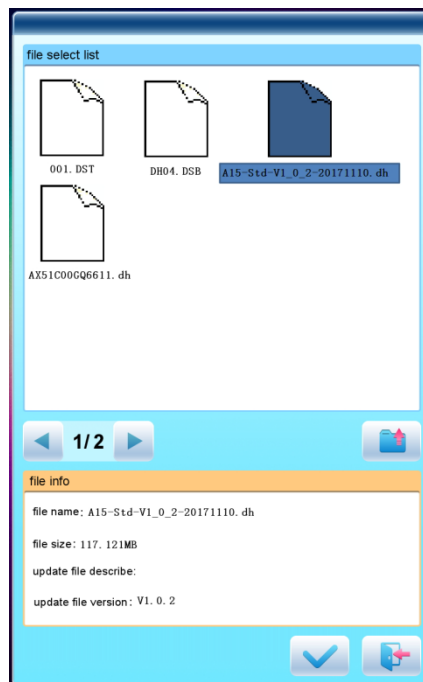 file select list
001. DST
DH04. DSB
A15-Std-V1_0_2-20171110. dh
AX51C00GQ6611. dh
1/2
file info
file name: A15-Std-V1_0_2-20171110. dh
file size: 117. 121MB
update file describe:
update file version: V1. 0. 2